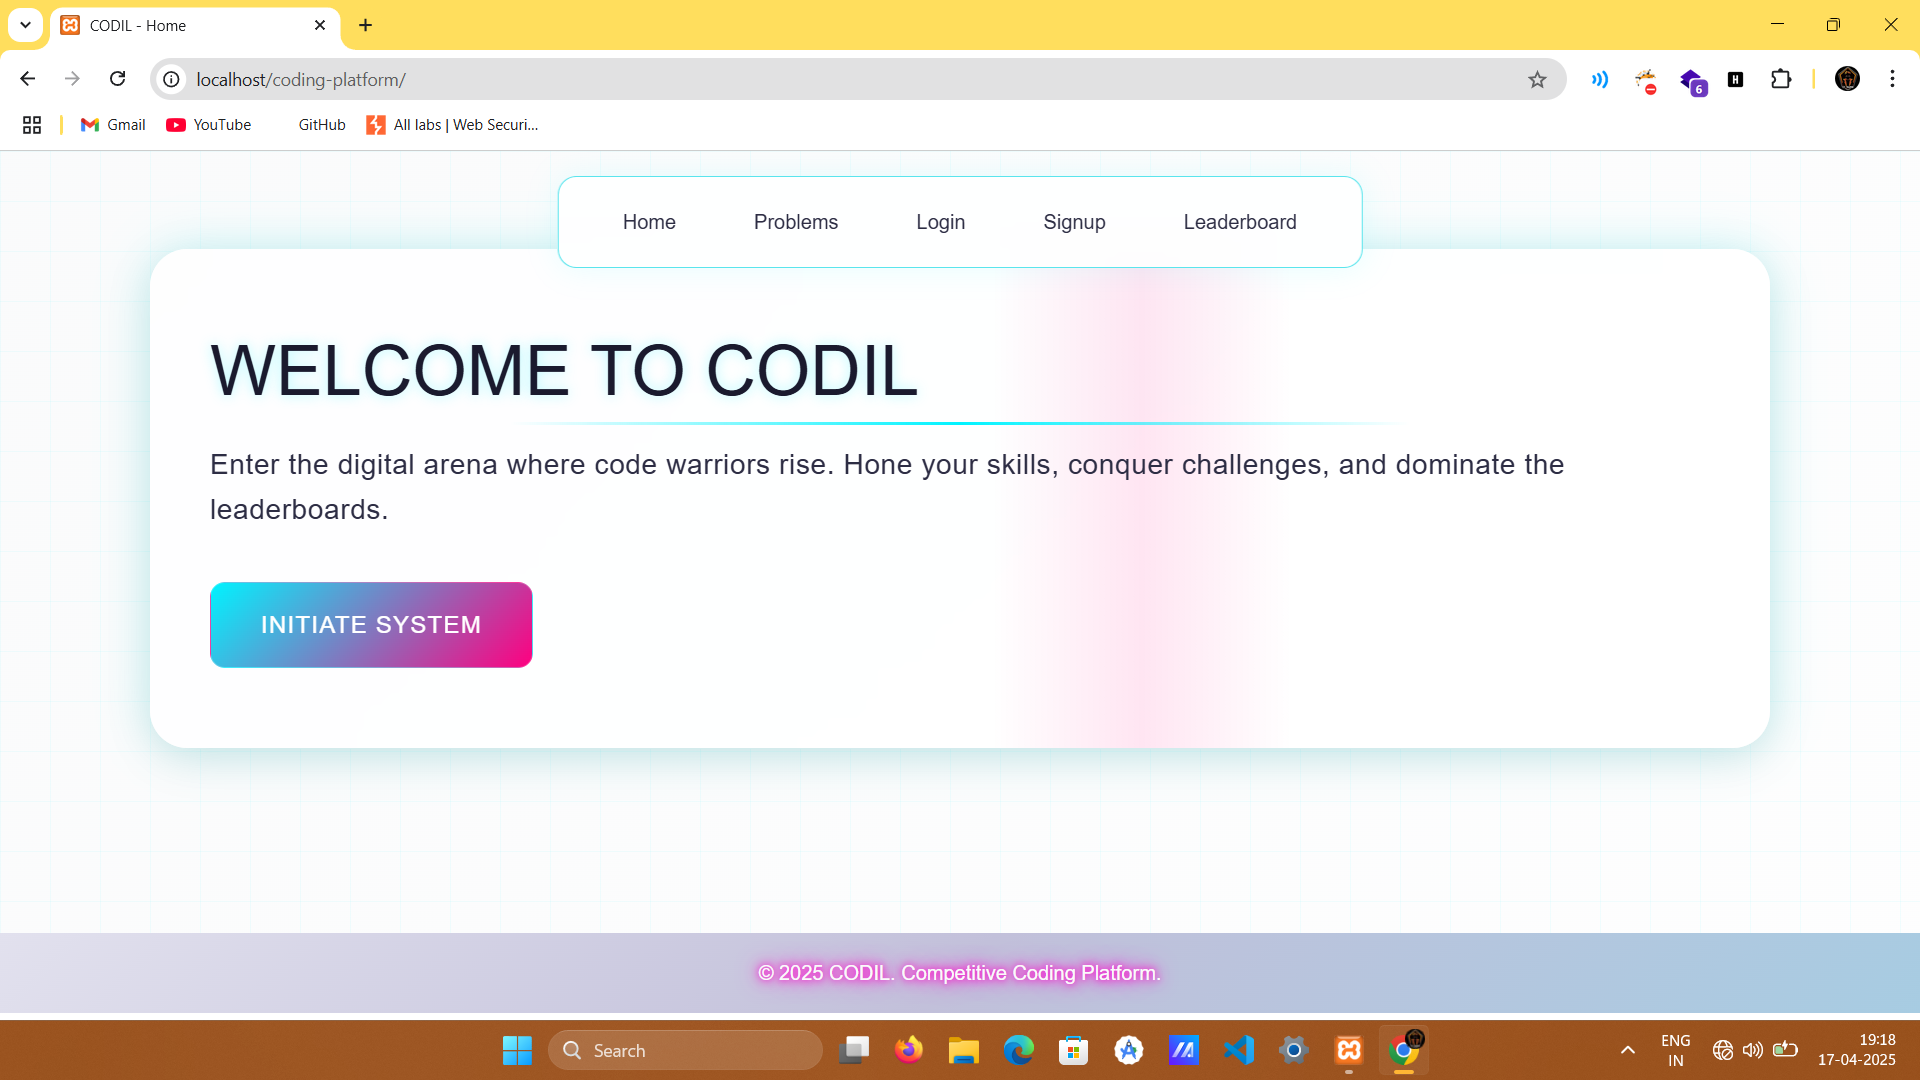 CODIL - Home
localhost/coding-platform/
6
H
Gmail
YouTube
GitHub
All labs | Web Securi...
Home
Problems
Login
Signup
Leaderboard
WELCOME TO CODIL
Enter the digital arena where code warriors rise. Hone your skills, conquer challenges, and dominate the
leaderboards.
INITIATE SYSTEM
© 2025 CODIL. Competitive Coding Platform.
Search
ENG
IN
19:18
17-04-2025